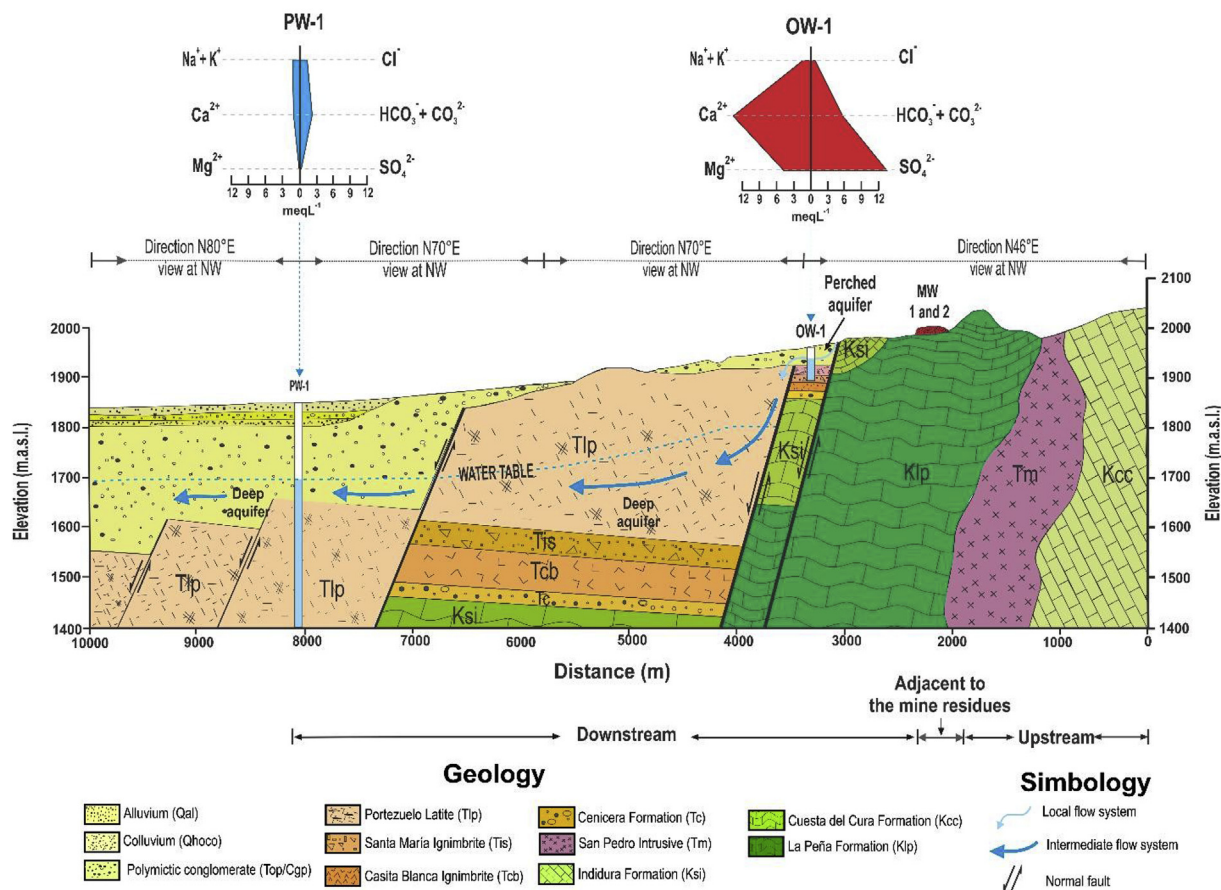 PW-1
OW-1
Na⁺+ K⁺
Cl⁻
Ca²⁺
HCO₃⁻ + CO₃²⁻
Mg²⁺
SO₄²⁻
12 9 6 3 0 3 6 9 12
meqL⁻¹
Na⁺+ K⁺
Cl⁻
Ca²⁺
HCO₃⁻ + CO₃²⁻
Mg²⁺
SO₄²⁻
12 9 6 3 0 3 6 9 12
meqL⁻¹
Direction N80°E
view at NW
Direction N70°E
view at NW
Direction N70°E
view at NW
Direction N46°E
view at NW
Elevation (m.a.s.l.)
2000
1900
1800
1700
1600
1500
1400
2100
2000
1900
1800
1700
1600
1500
1400
Elevation (m.a.s.l.)
Perched
aquifer
MW
1 and 2
OW-1
PW-1
Ksi
Tlp
Ksi
WATER TABLE
Klp
Tm
Kcc
Deep
aquifer
Deep
aquifer
Tis
Tlp
Tlp
Tcb
Tc
Ksi
10000 9000 8000 7000 6000 5000 4000 3000 2000 1000 0
Distance (m)
Adjacent to
the mine residues
Downstream
Upstream
Geology
Alluvium (Qal)
Colluvium (Qhoco)
Polymictic conglomerate (Top/Cgp)
Portezuelo Latite (Tlp)
Santa Maria Ignimbrite (Tis)
Casita Blanca Ignimbrite (Tcb)
Cenicera Formation (Tc)
San Pedro Intrusive (Tm)
Indidura Formation (Ksi)
Cuesta del Cura Formation (Kcc)
La Peña Formation (Klp)
Simbology
Local flow system
Intermediate flow system
Normal fault